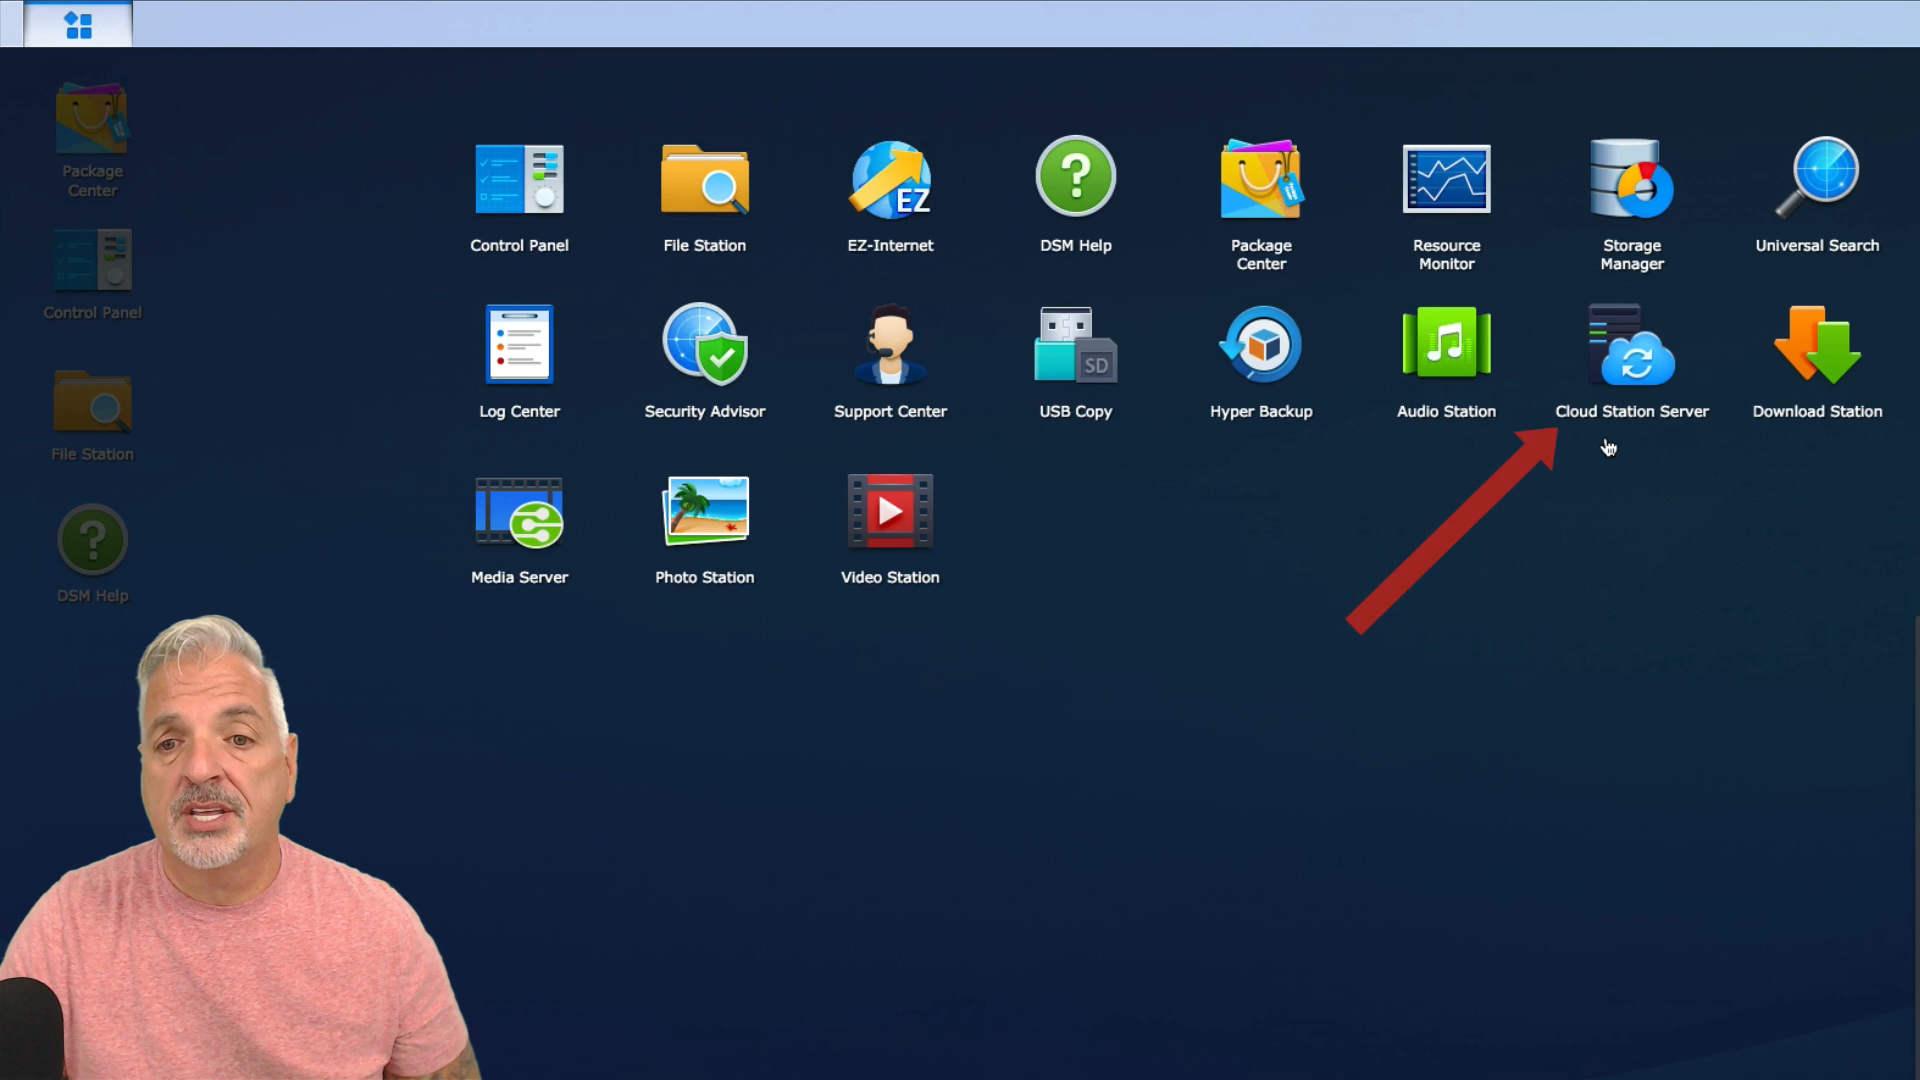 Package
Center
Control Panel
File Station
DSM Help
Control Panel
File Station
EZ
EZ-Internet
DSM Help
Package
Center
Resource
Monitor
Storage
Manager
Universal Search
Log Center
Security Advisor
Support Center
SD
USB Copy
Hyper Backup
Audio Station
Cloud Station Server
Download Station
Media Server
Photo Station
Video Station